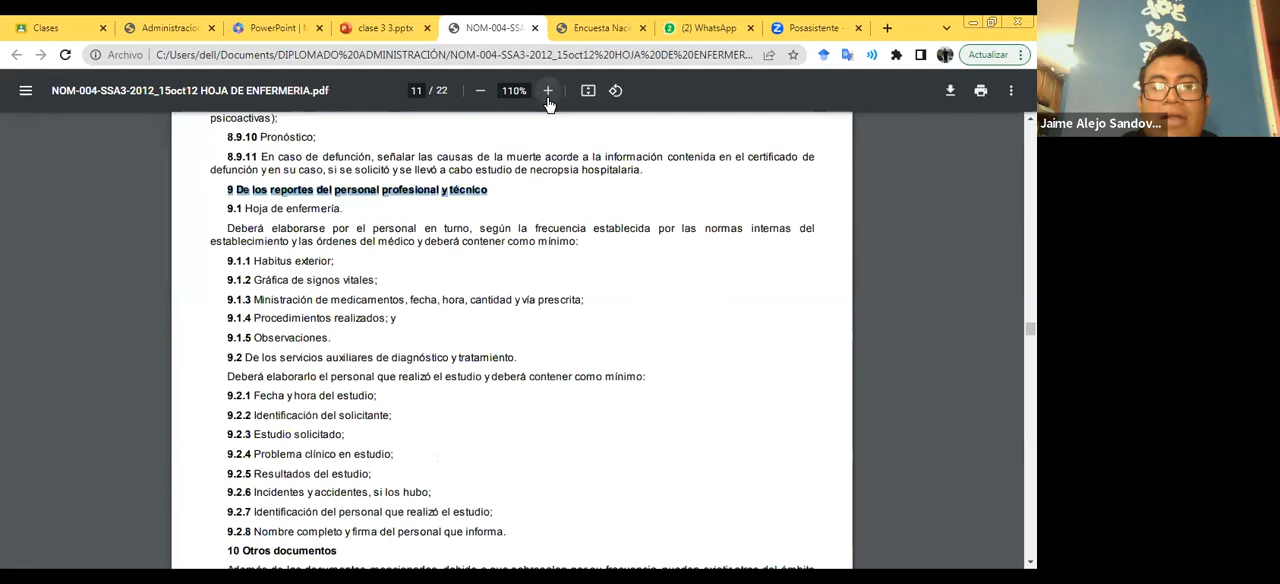 Clases
Administracion
PowerPoint |
clase 3 3.pptx
NOM-004-SSA
Encuesta Naci
(2) WhatsApp
Posasistente -
Archivo
C:/Users/dell/Documents/DIPLOMADO%20ADMINISTRACIÓN/NOM-004-SSA3-2012_15oct12%20HOJA%20DE%20ENFERMER...
Actualizar
NOM-004-SSA3-2012_15oct12 HOJA DE ENFERMERIA.pdf
11 / 22
110%
Jaime Alejo Sandov...
psicoactivas);
8.9.10 Pronóstico;
8.9.11 En caso de defunción, señalar las causas de la muerte acorde a la información contenida en el certificado de
defunción y en su caso, si se solicitó y se llevó a cabo estudio de necropsia hospitalaria.
9 De los reportes del personal profesional y técnico
9.1 Hoja de enfermería.
Deberá elaborarse por el personal en turno, según la frecuencia establecida por las normas internas del
establecimiento y las órdenes del médico y deberá contener como mínimo:
9.1.1 Habitus exterior;
9.1.2 Gráfica de signos vitales;
9.1.3 Ministración de medicamentos, fecha, hora, cantidad y vía prescrita;
9.1.4 Procedimientos realizados; y
9.1.5 Observaciones.
9.2 De los servicios auxiliares de diagnóstico y tratamiento.
Deberá elaborarlo el personal que realizó el estudio y deberá contener como mínimo:
9.2.1 Fecha y hora del estudio;
9.2.2 Identificación del solicitante;
9.2.3 Estudio solicitado;
9.2.4 Problema clínico en estudio;
9.2.5 Resultados del estudio;
9.2.6 Incidentes y accidentes, si los hubo;
9.2.7 Identificación del personal que realizó el estudio;
9.2.8 Nombre completo y firma del personal que informa.
10 Otros documentos